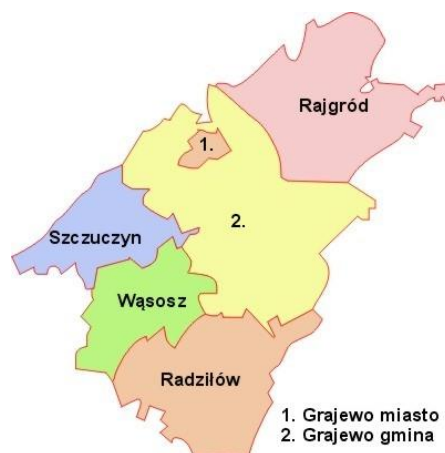 Rajgród
1.
2.
Szczuczyn
Wąsosz
Radziłów
1. Grajewo miasto
2. Grajewo gmina